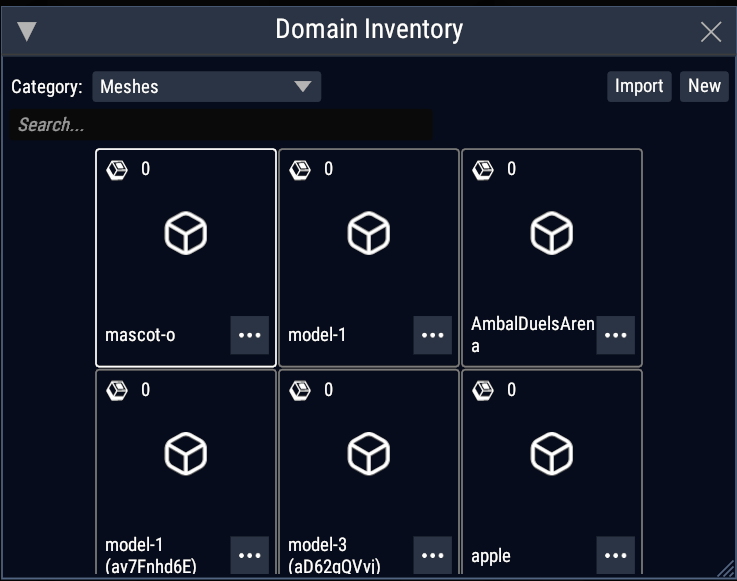 Domain Inventory
Category: Meshes Import New
Search...
0 0 0
mascot-o ... model-1 ... AmbalDuelsAren ...
a
0 0 0
model-1 ... model-3 ... apple ...
(av7Fnhd6E) (aD62gQVvj)